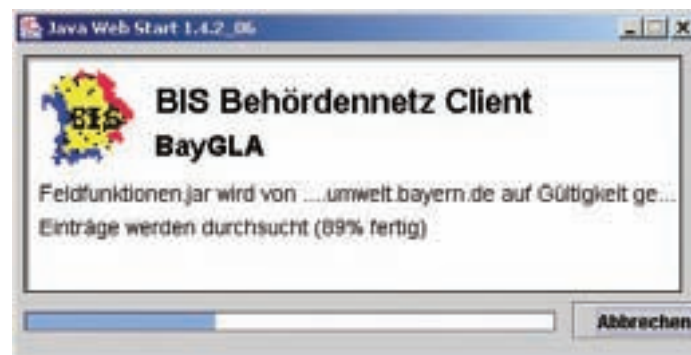 Java Web Start 1.4.2_06
BIS
BIS Behördennetz Client
BayGLA
Feldfunktionen.jar wird von ....umwelt.bayern.de auf Gültigkeit ge...
Einträge werden durchsucht (89% fertig)
Abbrechen